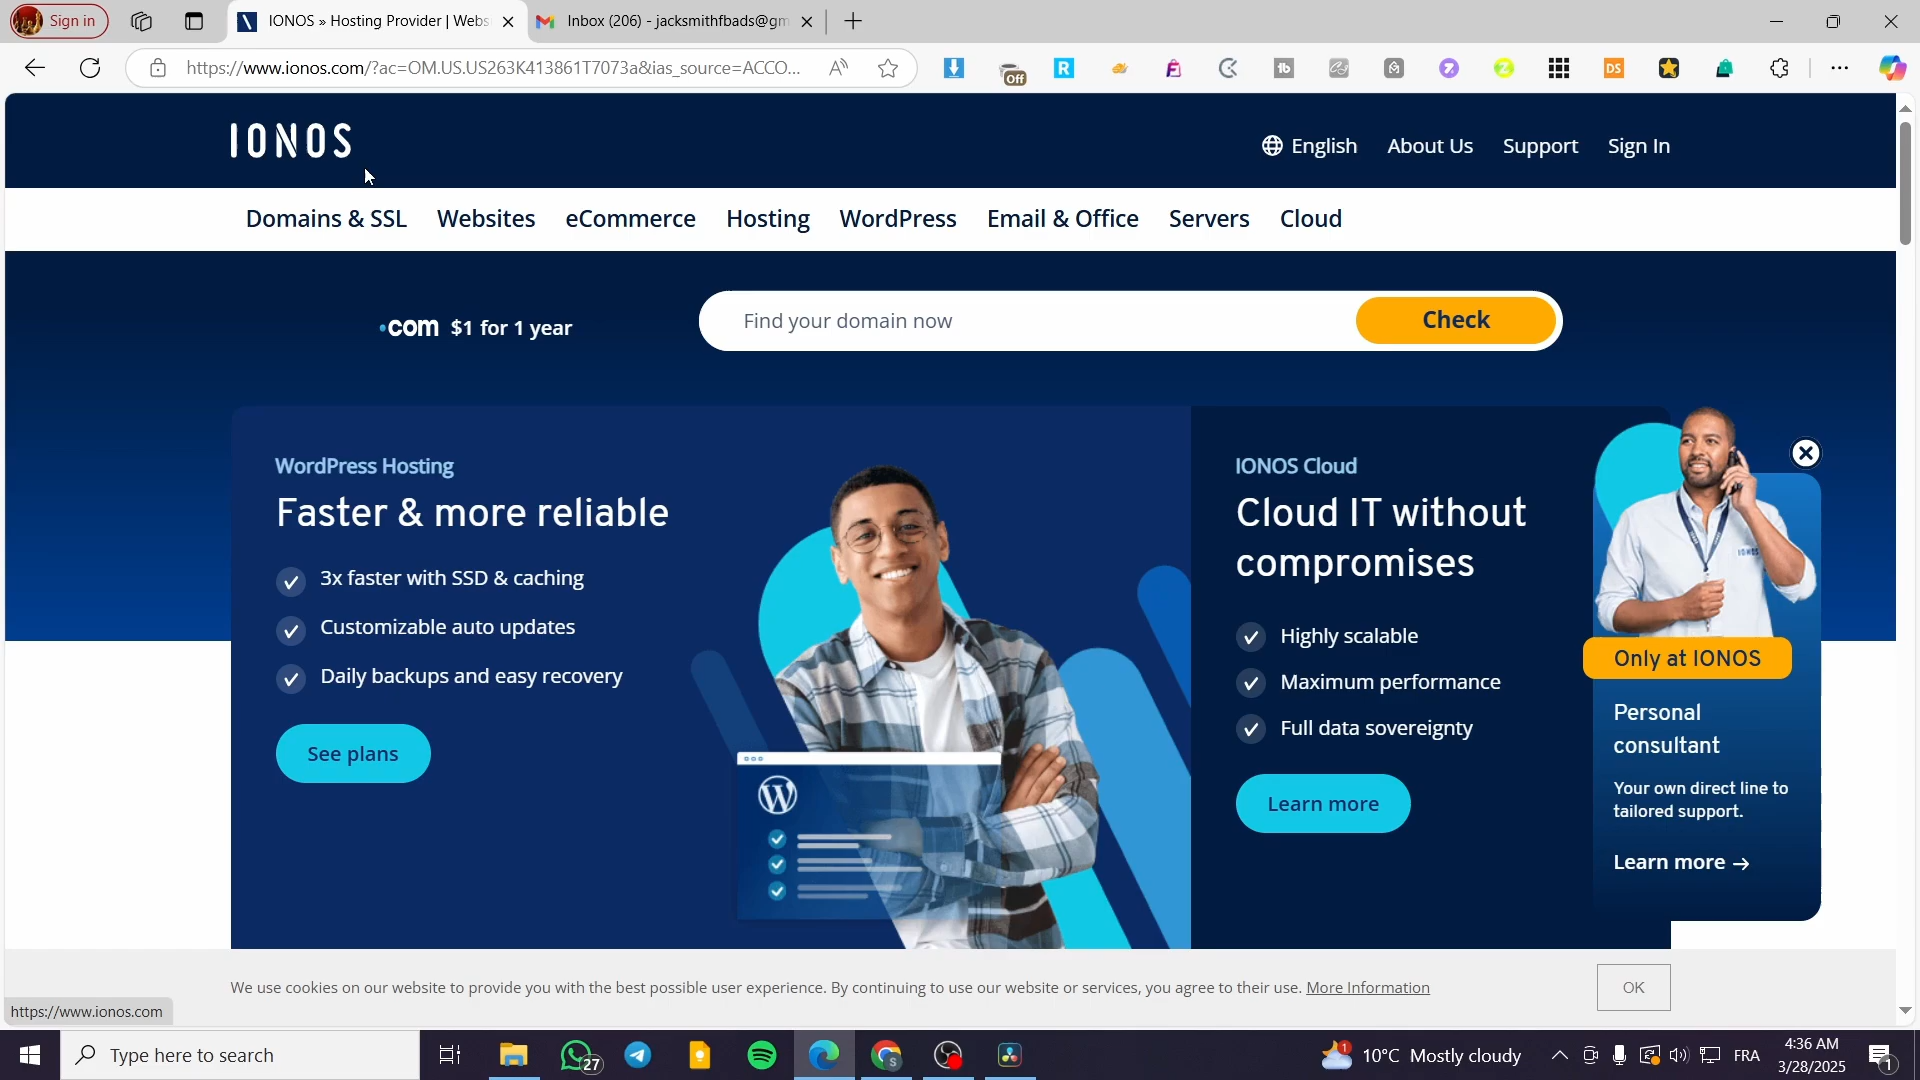 Sign in
IONOS » Hosting Provider | Webs
Inbox (206) - jacksmithfbads@gm
https://www.ionos.com/?ac=OM.US.US263K413861T7073a&ias_source=ACCO...
Off
IONOS
English
About Us
Support
Sign In
Domains & SSL
Websites
eCommerce
Hosting
WordPress
Email & Office
Servers
Cloud
.com $1 for 1 year
Find your domain now
Check
WordPress Hosting
Faster & more reliable
3x faster with SSD & caching
Customizable auto updates
Daily backups and easy recovery
See plans
IONOS Cloud
Cloud IT without
compromises
Highly scalable
Maximum performance
Full data sovereignty
Learn more
IONOS
Only at IONOS
Personal
consultant
Your own direct line to
tailored support.
Learn more →
We use cookies on our website to provide you with the best possible user experience. By continuing to use our website or services, you agree to their use. More Information
OK
https://www.ionos.com
Type here to search
27
1
10°C Mostly cloudy
FRA
4:36 AM
3/28/2025
1